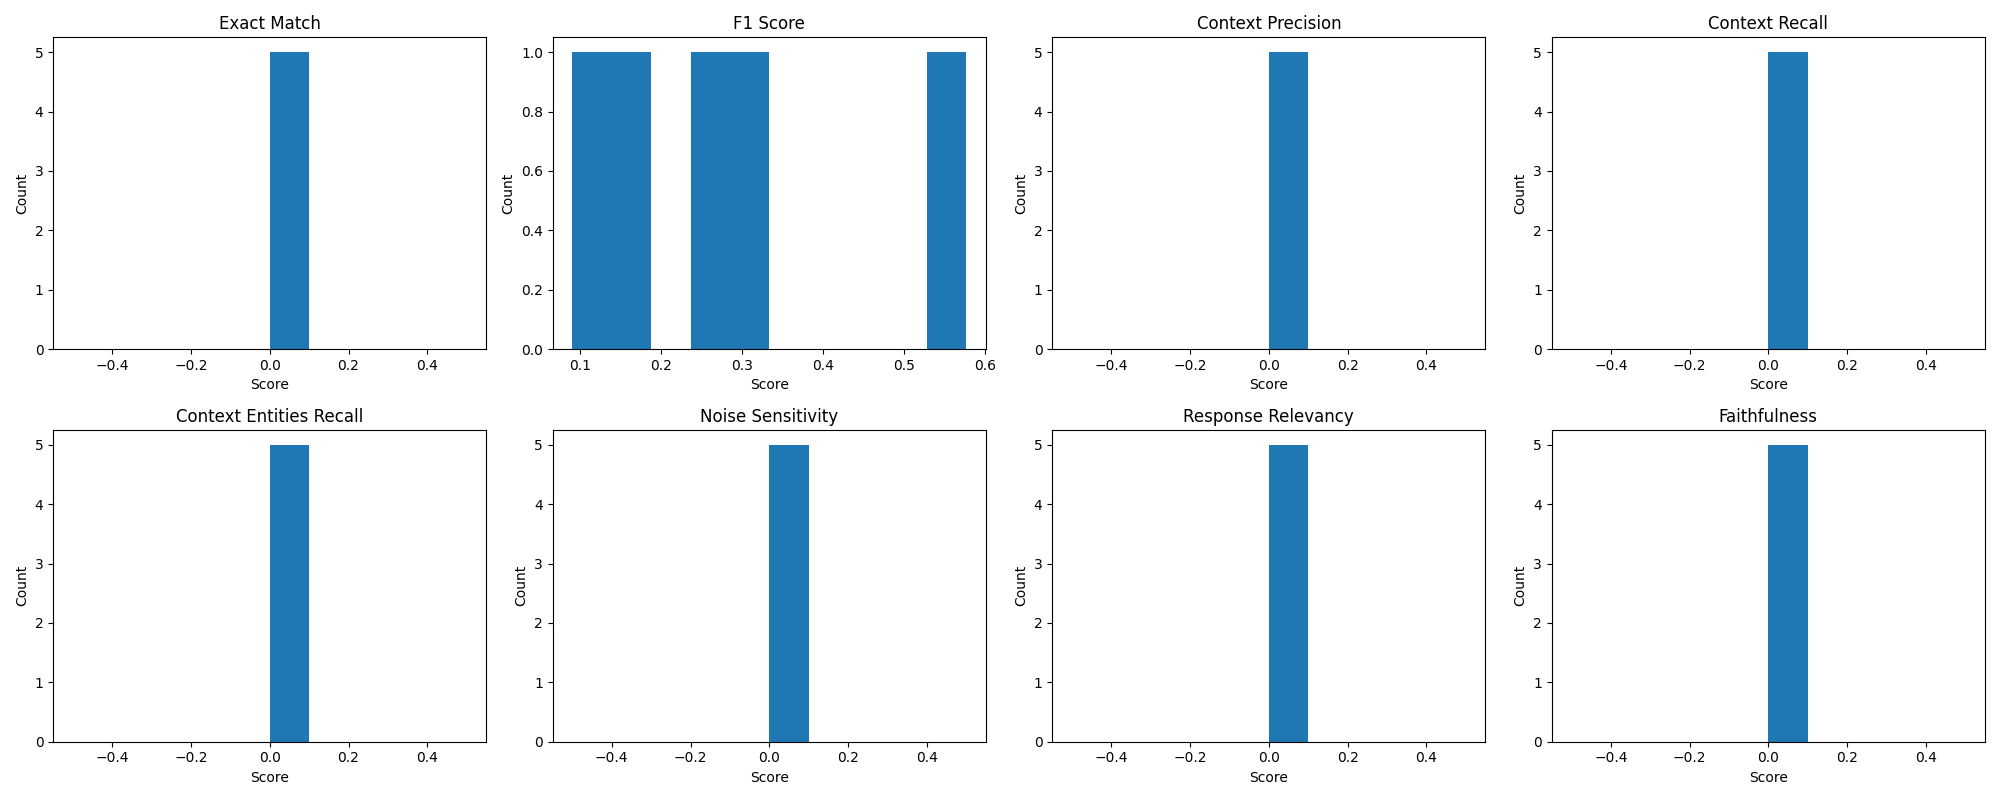 Exact Match
5
4
3
2
1
0
Count
−0.4 −0.2 0.0 0.2 0.4
Score
F1 Score
1.0
0.8
0.6
0.4
0.2
0.0
Count
0.1 0.2 0.3 0.4 0.5 0.6
Score
Context Precision
5
4
3
2
1
0
Count
−0.4 −0.2 0.0 0.2 0.4
Score
Context Recall
5
4
3
2
1
0
Count
−0.4 −0.2 0.0 0.2 0.4
Score
Context Entities Recall
5
4
3
2
1
0
Count
−0.4 −0.2 0.0 0.2 0.4
Score
Noise Sensitivity
5
4
3
2
1
0
Count
−0.4 −0.2 0.0 0.2 0.4
Score
Response Relevancy
5
4
3
2
1
0
Count
−0.4 −0.2 0.0 0.2 0.4
Score
Faithfulness
5
4
3
2
1
0
Count
−0.4 −0.2 0.0 0.2 0.4
Score